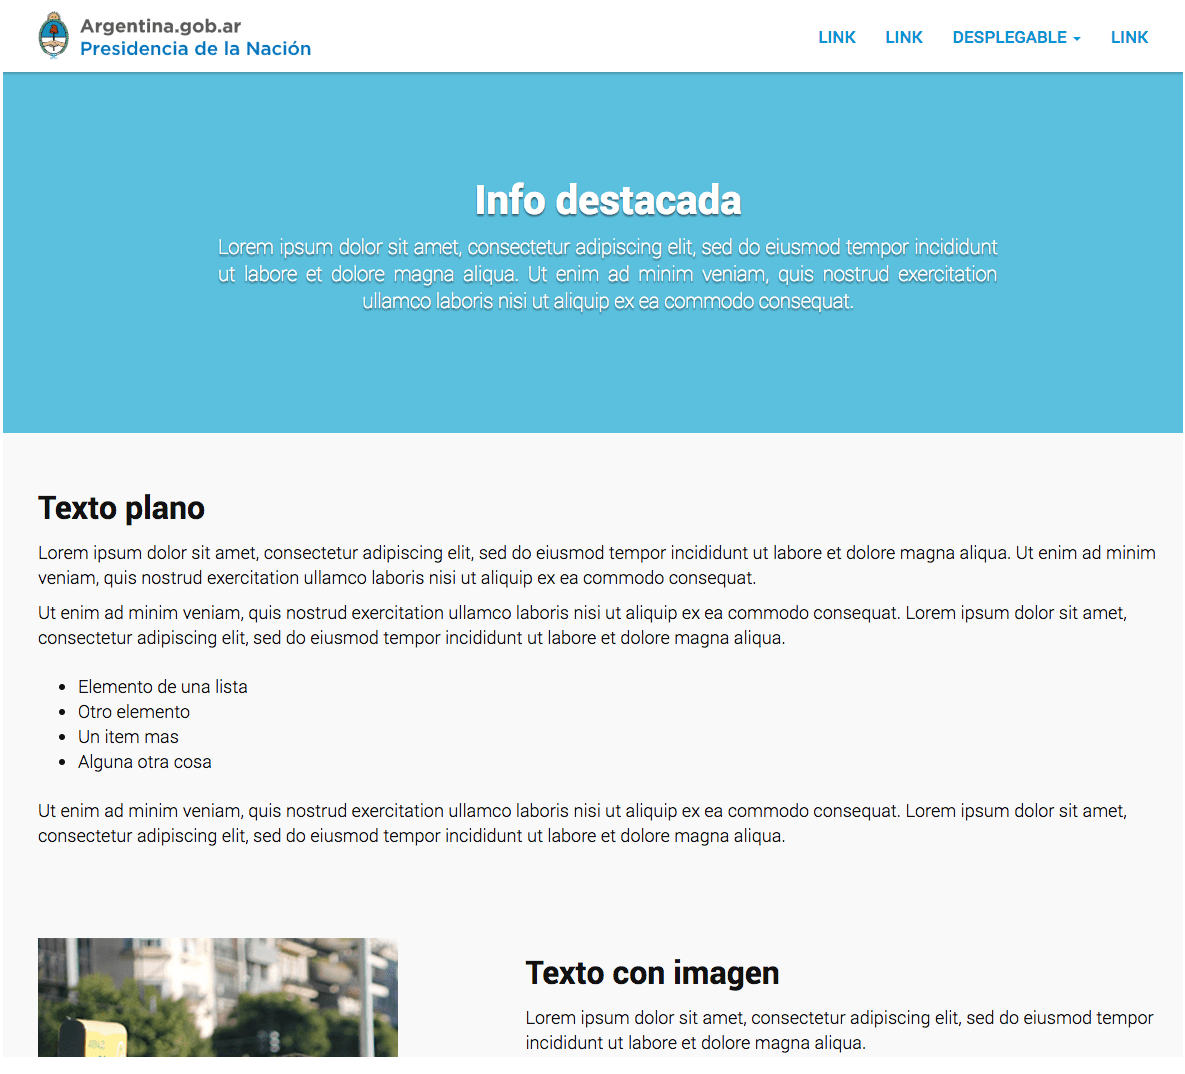 Argentina.gob.ar
Presidencia de la Nación
LINK LINK DESPLEGABLE LINK
Info destacada
Lorem ipsum dolor sit amet, consectetur adipiscing elit, sed do eiusmod tempor incididunt
ut labore et dolore magna aliqua. Ut enim ad minim veniam, quis nostrud exercitation
ullamco laboris nisi ut aliquip ex ea commodo consequat.
Texto plano
Lorem ipsum dolor sit amet, consectetur adipiscing elit, sed do eiusmod tempor incididunt ut labore et dolore magna aliqua. Ut enim ad minim
veniam, quis nostrud exercitation ullamco laboris nisi ut aliquip ex ea commodo consequat.
Ut enim ad minim veniam, quis nostrud exercitation ullamco laboris nisi ut aliquip ex ea commodo consequat. Lorem ipsum dolor sit amet,
consectetur adipiscing elit, sed do eiusmod tempor incididunt ut labore et dolore magna aliqua.
• Elemento de una lista
• Otro elemento
• Un item mas
• Alguna otra cosa
Ut enim ad minim veniam, quis nostrud exercitation ullamco laboris nisi ut aliquip ex ea commodo consequat. Lorem ipsum dolor sit amet,
consectetur adipiscing elit, sed do eiusmod tempor incididunt ut labore et dolore magna aliqua.
Texto con imagen
Lorem ipsum dolor sit amet, consectetur adipiscing elit, sed do eiusmod tempor
incididunt ut labore et dolore magna aliqua.